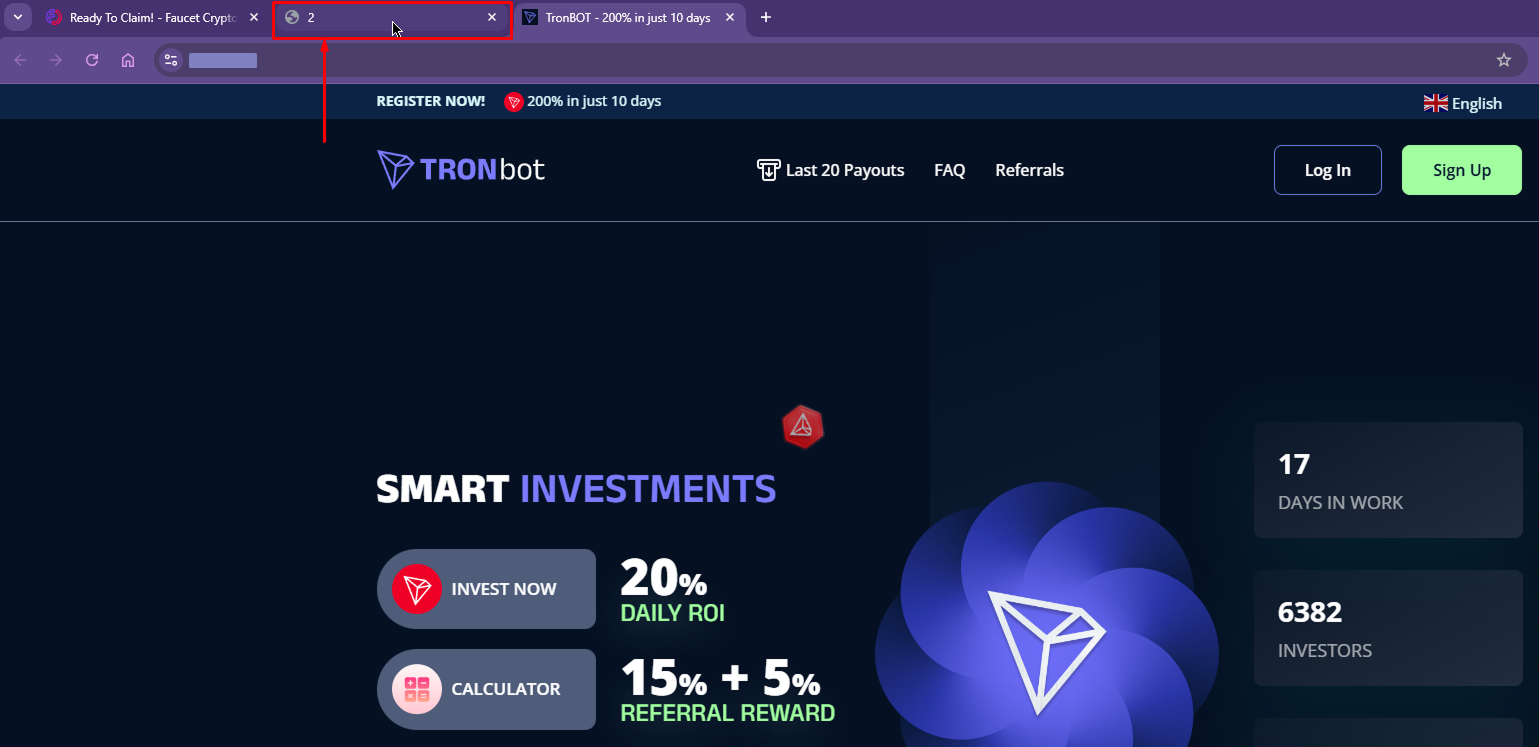 Ready To Claim! - Faucet Crypto
2
TronBOT - 200% in just 10 days
REGISTER NOW! 200% in just 10 days
English
TRONbot
Last 20 Payouts FAQ Referrals
Log In Sign Up
SMART INVESTMENTS
17
DAYS IN WORK
INVEST NOW
20%
DAILY ROI
6382
INVESTORS
CALCULATOR
15% + 5%
REFERRAL REWARD